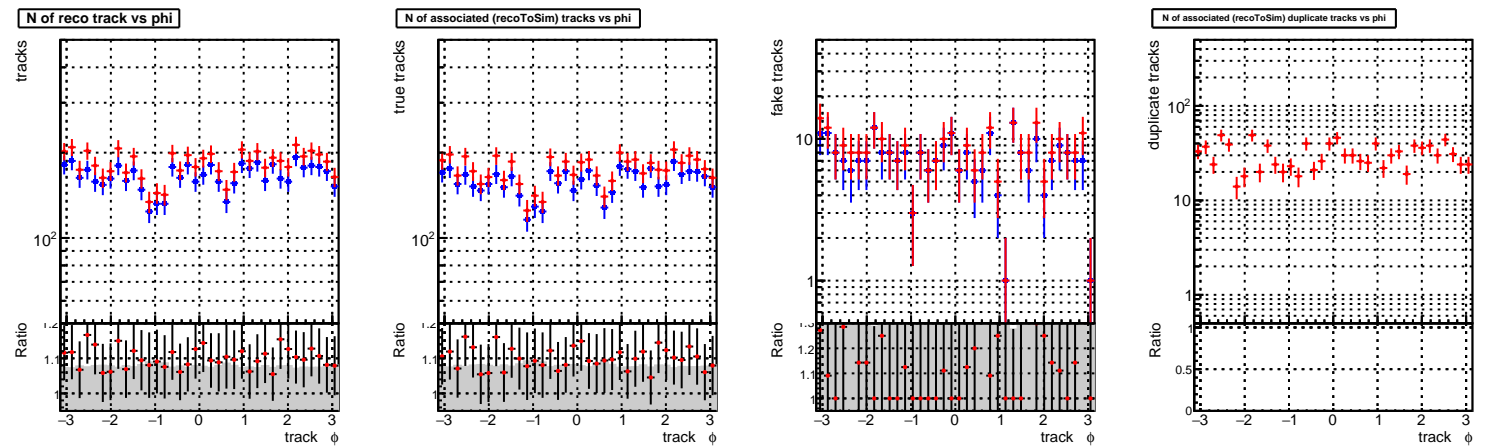 N of reco track vs phi
tracks
10²
Ratio
1.2
1.1
1
−3 −2 −1 0 1 2 3
track ϕ
N of associated (recoToSim) tracks vs phi
true tracks
10²
Ratio
1.2
1.1
1
−3 −2 −1 0 1 2 3
track ϕ
fake tracks
10
1
Ratio
1.3
1.2
1.1
1
−3 −2 −1 0 1 2 3
track ϕ
N of associated (recoToSim) duplicate tracks vs phi
duplicate tracks
10²
10
1
Ratio
1
0.5
0
−3 −2 −1 0 1 2 3
track ϕ